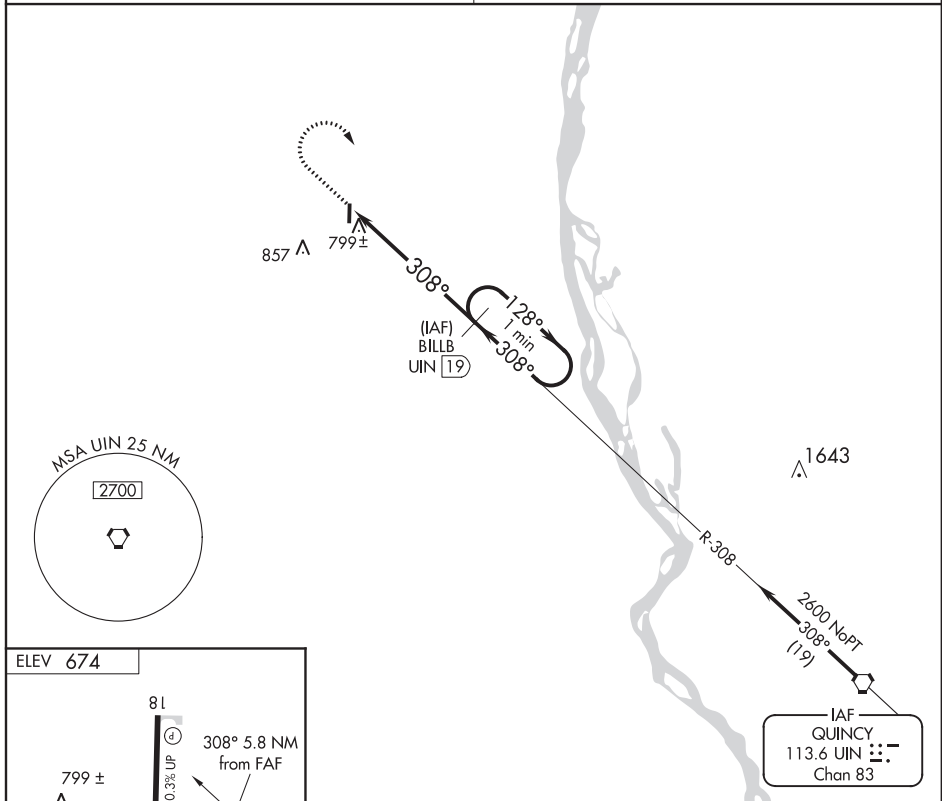 857
799±
308°
128°
1 min
308°
(IAF)
BILLB
UIN 19
MSA UIN 25 NM
2700
1643
R-308
2600 NoPT
308°
(19)
IAF
QUINCY
113.6 UIN
Chan 83
ELEV 674
18
P
0.3% UP
799 ±
308° 5.8 NM
from FAF